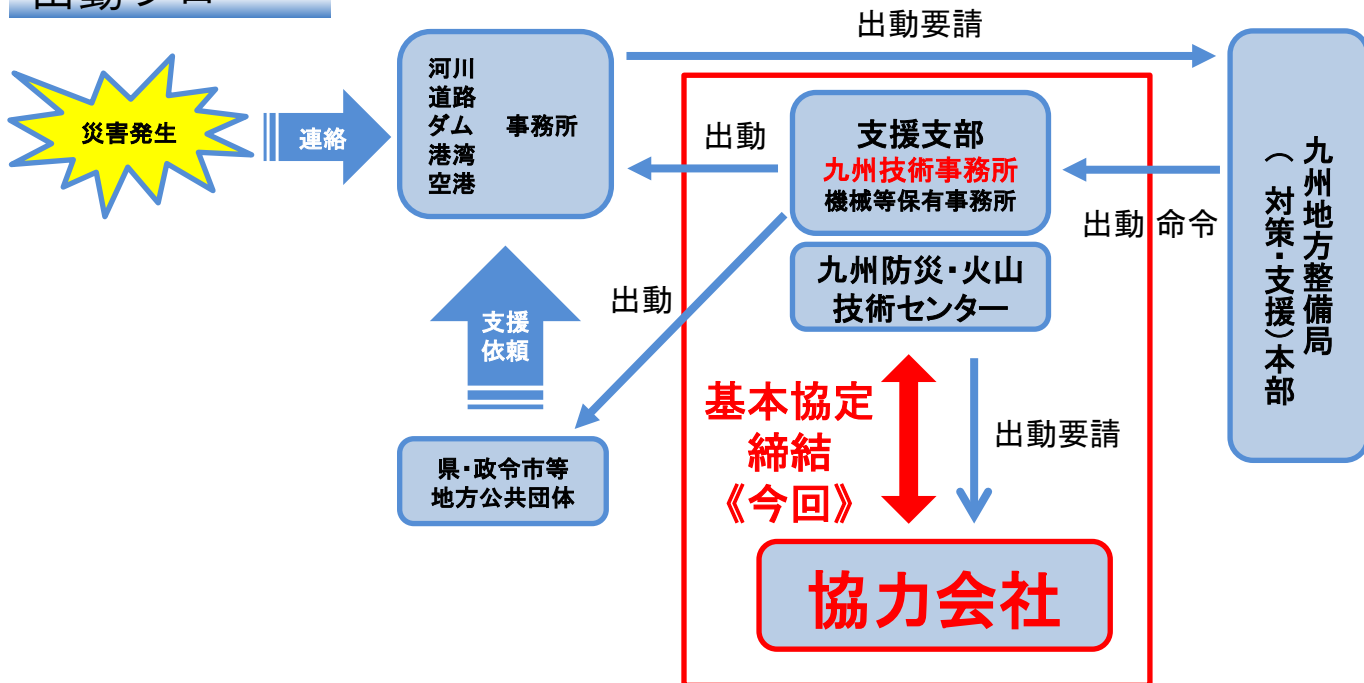 出動フロー
出動要請
災害発生
連絡
河川
道路
ダム 事務所
港湾
空港
出動
支援支部
九州技術事務所
機械等保有事務所
出動 命令
九州地方整備局
（ 対策・支援）本部
九州防災・火山
技術センター
出動
支援
依頼
県・政令市等
地方公共団体
基本協定
締結
《今回》
出動要請
協力会社